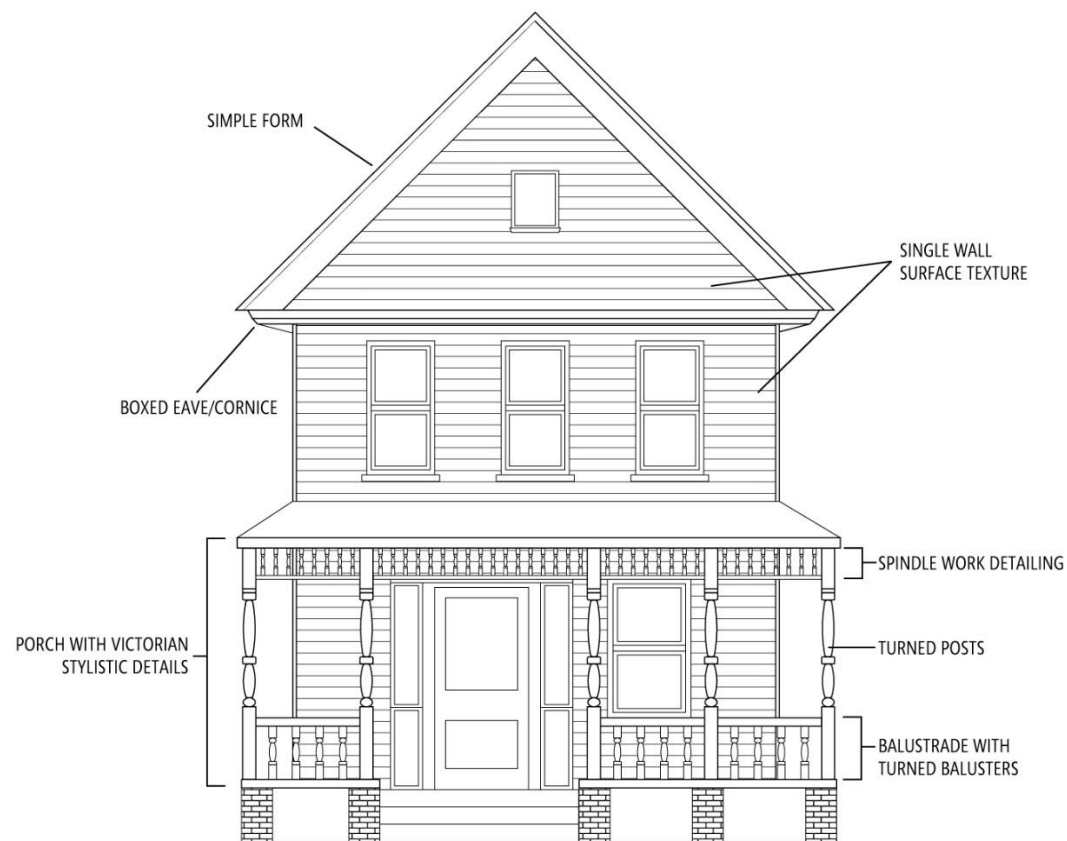 SIMPLE FORM
SINGLE WALL
SURFACE TEXTURE
BOXED EAVE/CORNICE
SPINDLE WORK DETAILING
PORCH WITH VICTORIAN
STYLISTIC DETAILS
TURNED POSTS
BALUSTRADE WITH
TURNED BALUSTERS